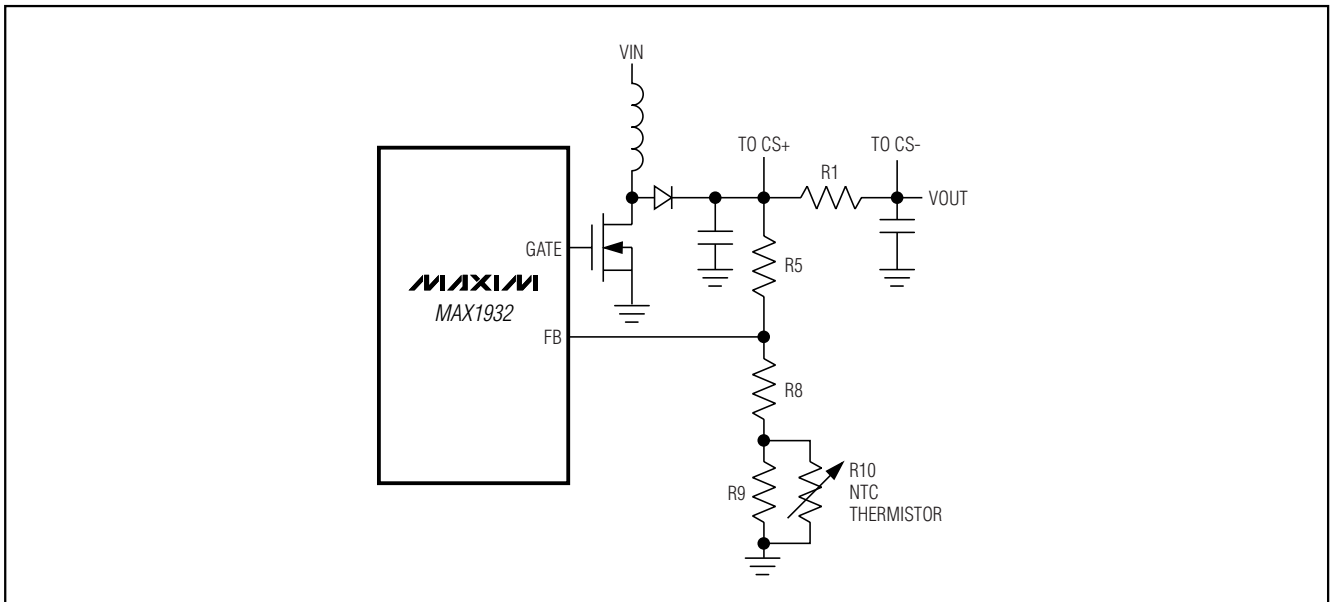 VIN
TO CS+
TO CS-
R1
VOUT
GATE
R5
MAXIM
MAX1932
FB
R8
R9
R10
NTC
THERMISTOR